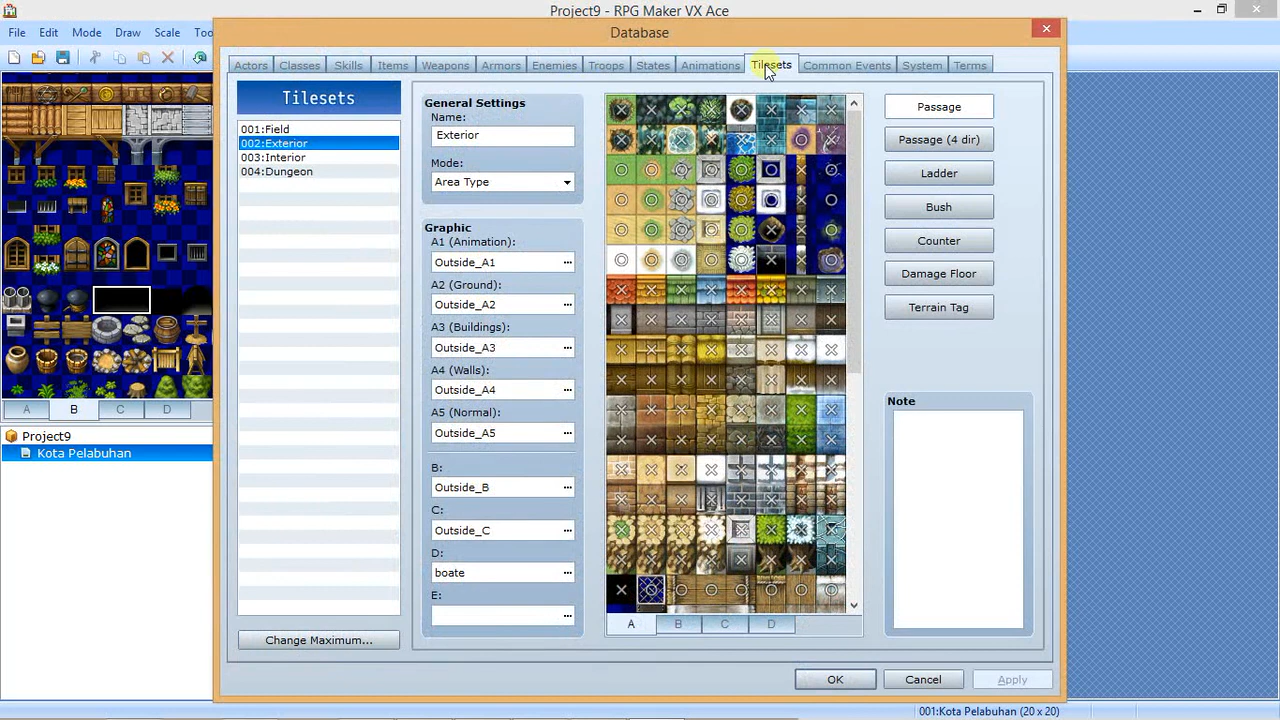 Project9 - RPG Maker VX Ace
File Edit Mode Draw Scale Too
Database
Actors Classes Skills Items Weapons Armors Enemies Troops States Animations Tilesets Common Events System Terms
Tilesets
001:Field
002:Exterior
003:Interior
004:Dungeon
Change Maximum...
General Settings
Name:
Exterior
Mode:
Area Type
Graphic
A1 (Animation):
Outside_A1
A2 (Ground):
Outside_A2
A3 (Buildings):
Outside_A3
A4 (Walls):
Outside_A4
A5 (Normal):
Outside_A5
B:
Outside_B
C:
Outside_C
D:
boate
E:
A B C D
Passage
Passage (4 dir)
Ladder
Bush
Counter
Damage Floor
Terrain Tag
Note
OK Cancel Apply
A B C D
Project9
Kota Pelabuhan
001:Kota Pelabuhan (20 x 20)